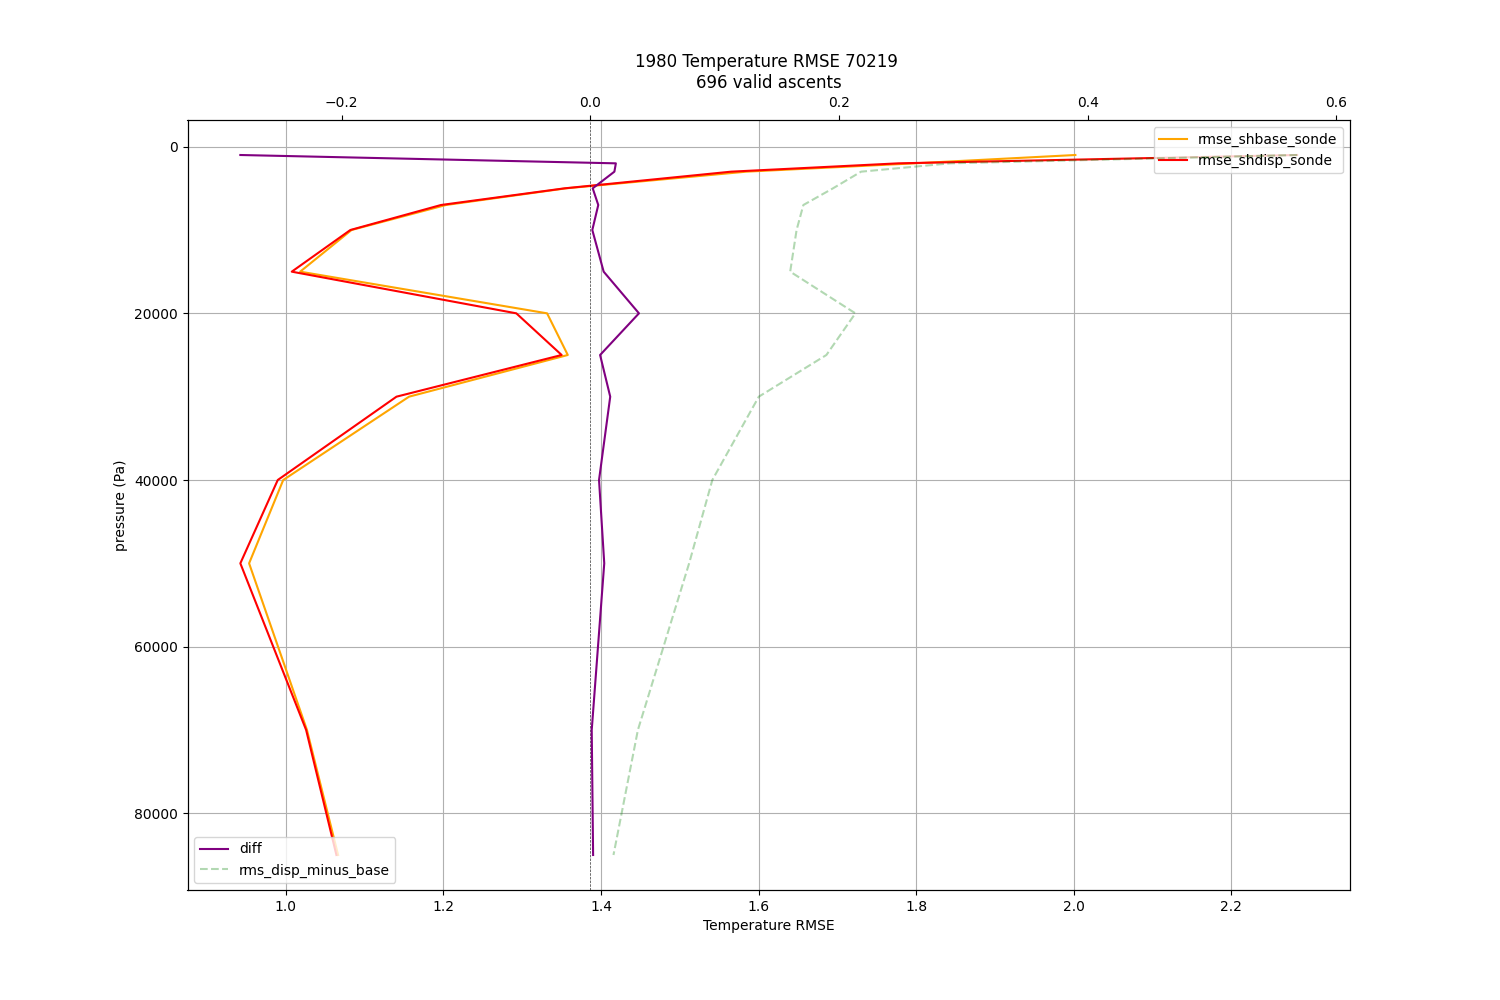 1980 Temperature RMSE 70219
696 valid ascents
−0.2 0.0 0.2 0.4 0.6
rmse_shbase_sonde
rmse_shdisp_sonde
0
20000
40000
60000
80000
pressure (Pa)
diff
rms_disp_minus_base
1.0 1.2 1.4 1.6 1.8 2.0 2.2
Temperature RMSE